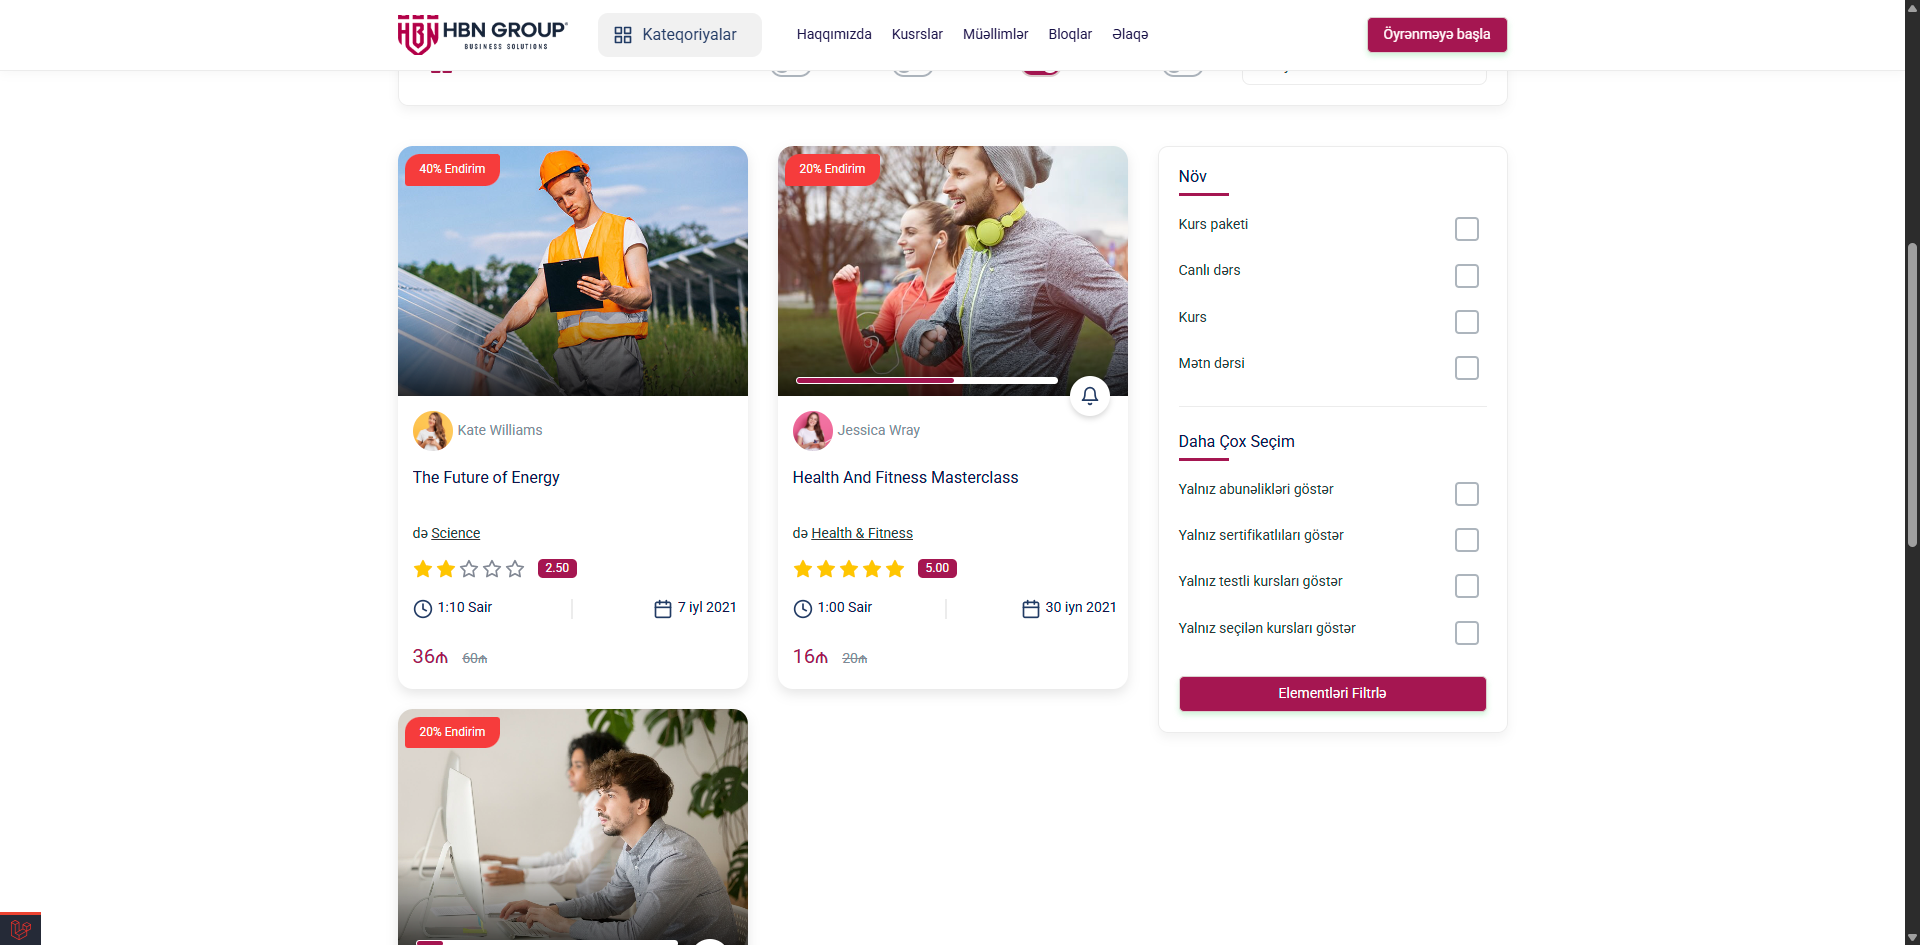 HBN GROUP
BUSINESS SOLUTIONS
Kateqoriyalar
Haqqımızda
Kusrslar
Müəllimlər
Bloqlar
Əlaqə
Öyrənməyə başla
40% Endirim
Kate Williams
The Future of Energy
də Science
2.50
1:10 Sair
7 iyl 2021
36₼ 60₼
20% Endirim
Jessica Wray
Health And Fitness Masterclass
də Health & Fitness
5.00
1:00 Sair
30 iyn 2021
16₼ 20₼
20% Endirim
Növ
Kurs paketi
Canlı dərs
Kurs
Mətn dərsi
Daha Çox Seçim
Yalnız abunəlikləri göstər
Yalnız sertifikatlıları göstər
Yalnız testli kursları göstər
Yalnız seçilən kursları göstər
Elementləri Filtrlə